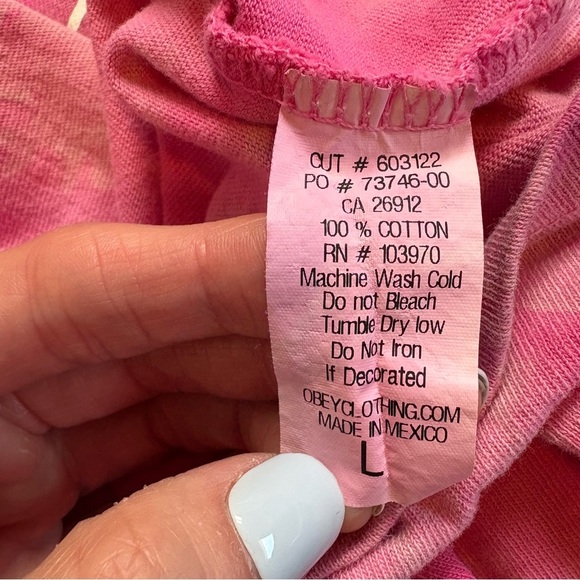 CUT # 603122
PO # 73746-00
CA 26912
100 % COTTON
RN # 103970
Machine Wash Cold
Do not Bleach
Tumble Dry low
Do Not Iron
If Decorated
OBEYCLOTHING.COM
MADE IN MEXICO
L